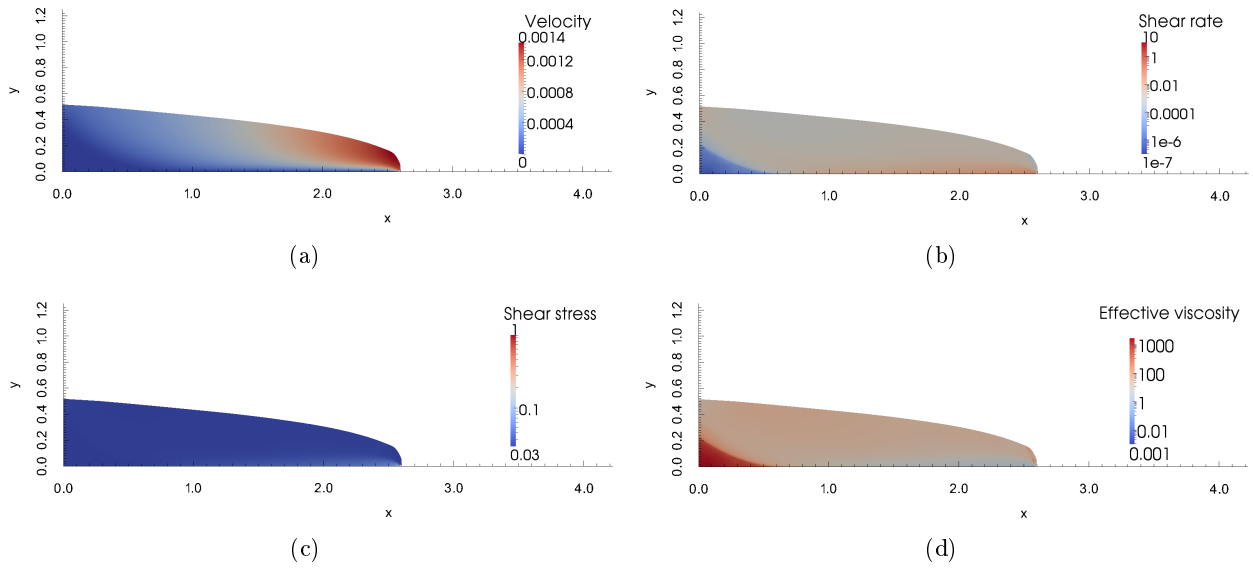 Velocity
0.0014
0.0012
0.0008
0.0004
0
y
0.0 0.2 0.4 0.6 0.8 1.0 1.2
0.0 1.0 2.0 3.0 4.0
x
(a)
Shear rate
10
1
0.01
0.0001
1e-6
1e-7
y
0.0 0.2 0.4 0.6 0.8 1.0 1.2
0.0 1.0 2.0 3.0 4.0
x
(b)
Shear stress
1
0.1
0.03
y
0.0 0.2 0.4 0.6 0.8 1.0 1.2
0.0 1.0 2.0 3.0 4.0
x
(c)
Effective viscosity
1000
100
1
0.01
0.001
y
0.0 0.2 0.4 0.6 0.8 1.0 1.2
0.0 1.0 2.0 3.0 4.0
x
(d)